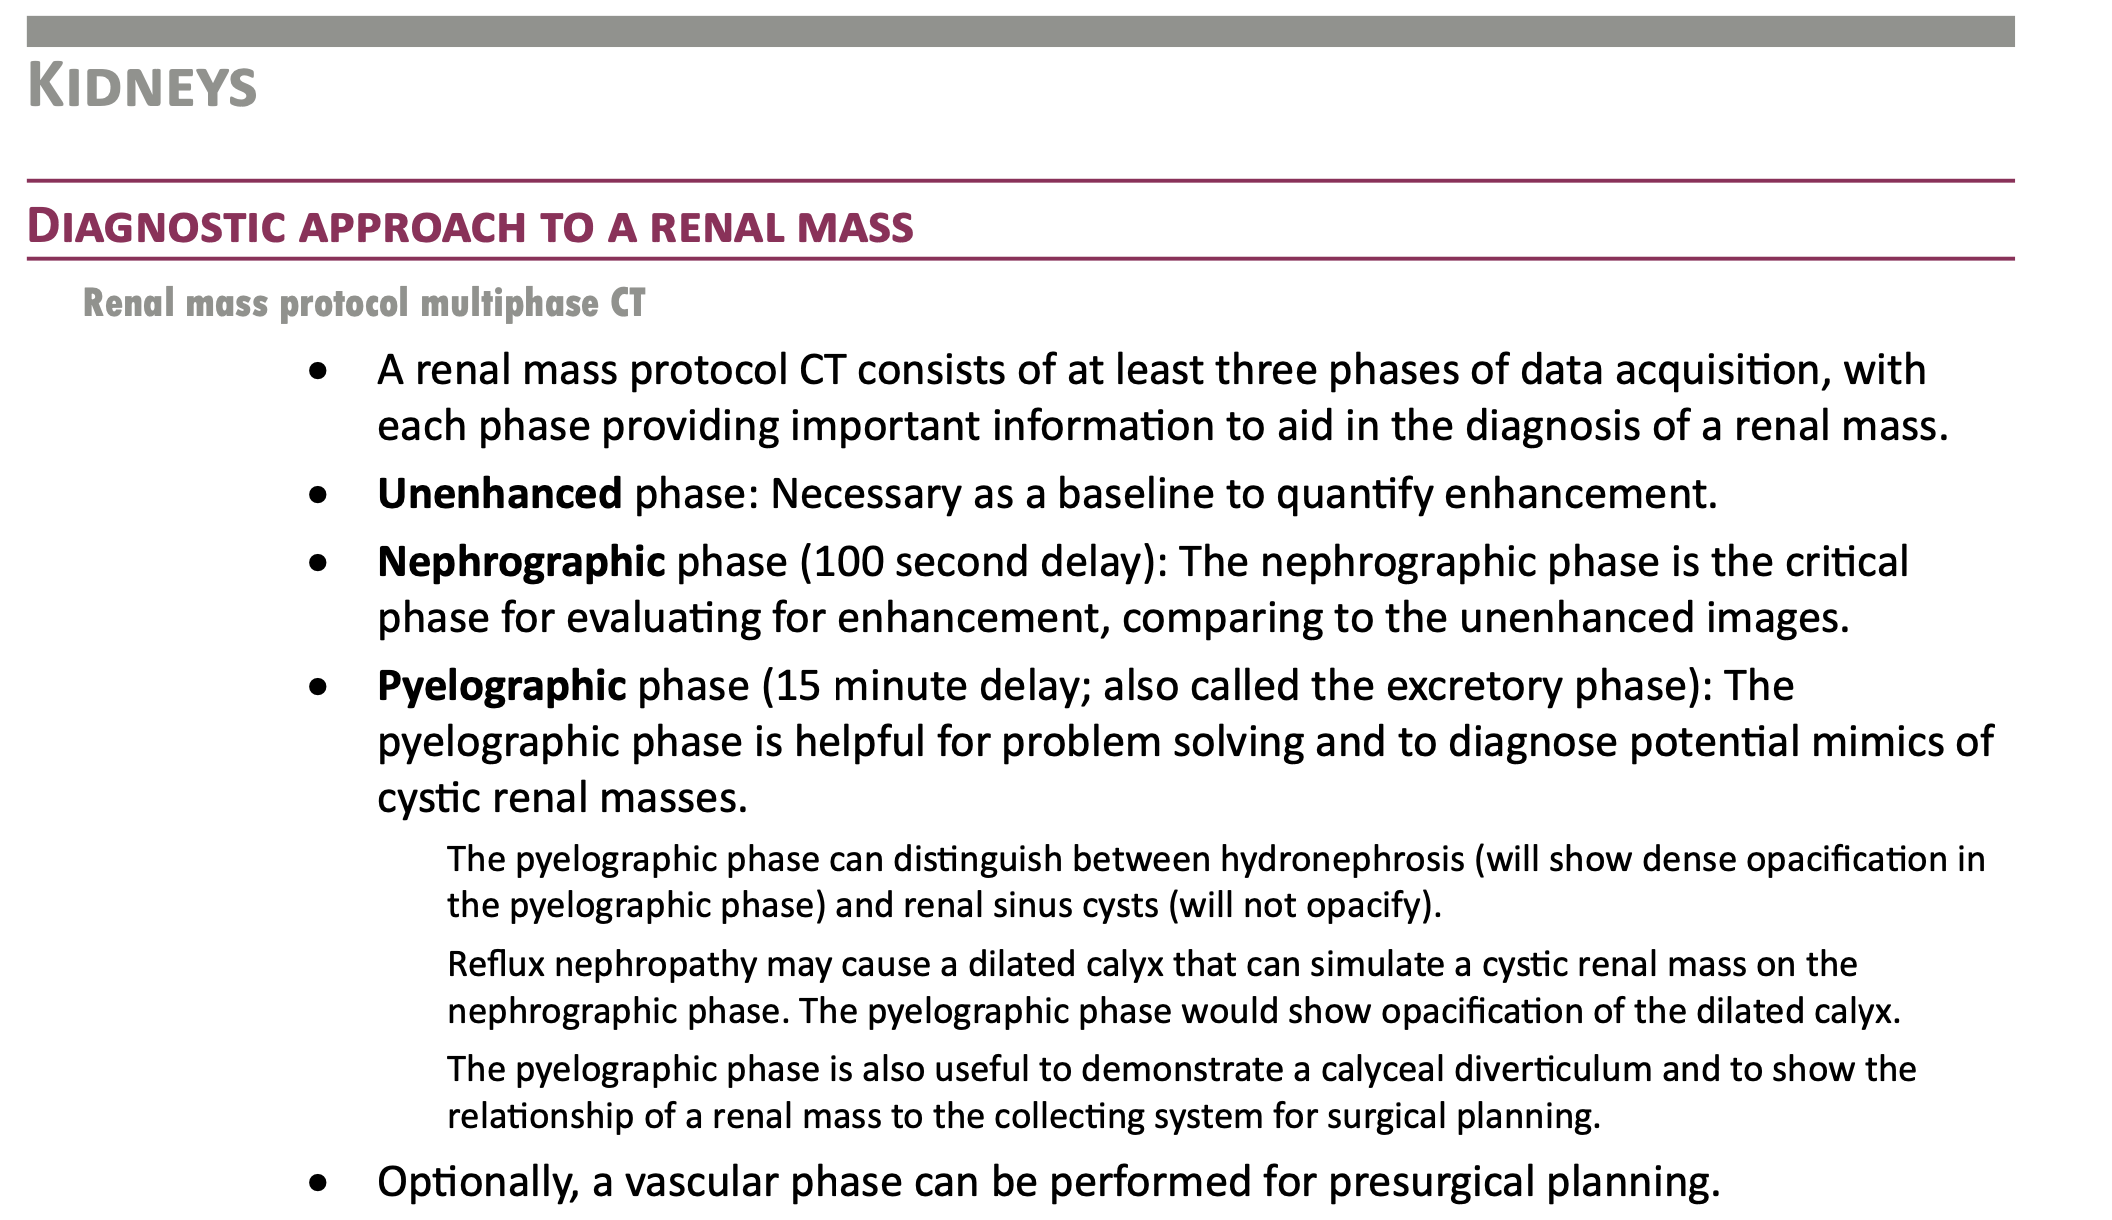 KIDNEYS
DIAGNOSTIC APPROACH TO A RENAL MASS
Renal mass protocol multiphase CT
• A renal mass protocol CT consists of at least three phases of data acquisition, with
each phase providing important information to aid in the diagnosis of a renal mass.
• Unenhanced phase: Necessary as a baseline to quantify enhancement.
• Nephrographic phase (100 second delay): The nephrographic phase is the critical
phase for evaluating for enhancement, comparing to the unenhanced images.
• Pyelographic phase (15 minute delay; also called the excretory phase): The
pyelographic phase is helpful for problem solving and to diagnose potential mimics of
cystic renal masses.
The pyelographic phase can distinguish between hydronephrosis (will show dense opacification in
the pyelographic phase) and renal sinus cysts (will not opacify).
Reflux nephropathy may cause a dilated calyx that can simulate a cystic renal mass on the
nephrographic phase. The pyelographic phase would show opacification of the dilated calyx.
The pyelographic phase is also useful to demonstrate a calyceal diverticulum and to show the
relationship of a renal mass to the collecting system for surgical planning.
• Optionally, a vascular phase can be performed for presurgical planning.